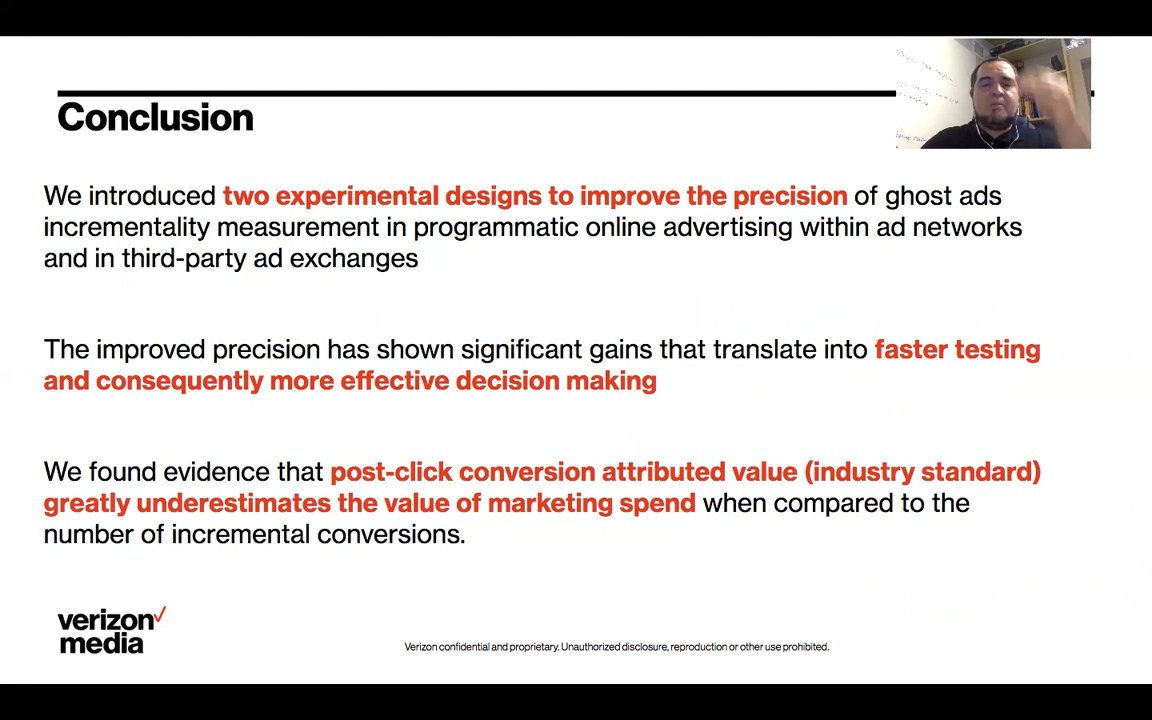 Conclusion
We introduced two experimental designs to improve the precision of ghost ads
incrementality measurement in programmatic online advertising within ad networks
and in third-party ad exchanges
The improved precision has shown significant gains that translate into faster testing
and consequently more effective decision making
We found evidence that post-click conversion attributed value (industry standard)
greatly underestimates the value of marketing spend when compared to the
number of incremental conversions.
verizon✓
media
Verizon confidential and proprietary. Unauthorized disclosure, reproduction or other use prohibited.